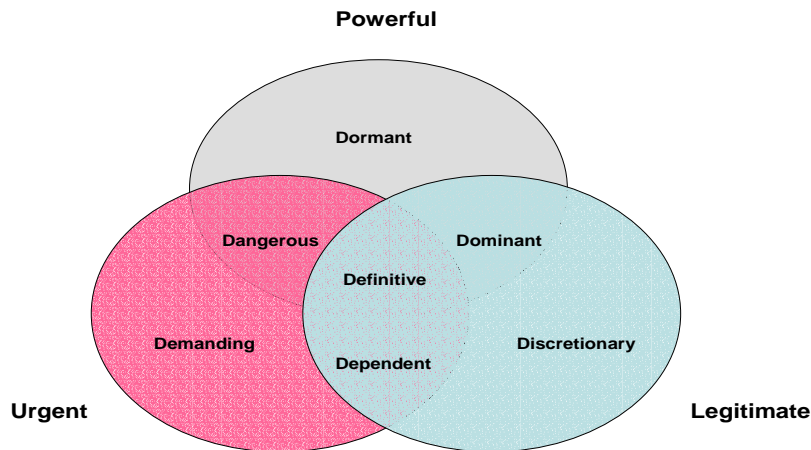 Powerful
Dormant
Dangerous
Dominant
Definitive
Demanding
Discretionary
Dependent
Urgent
Legitimate